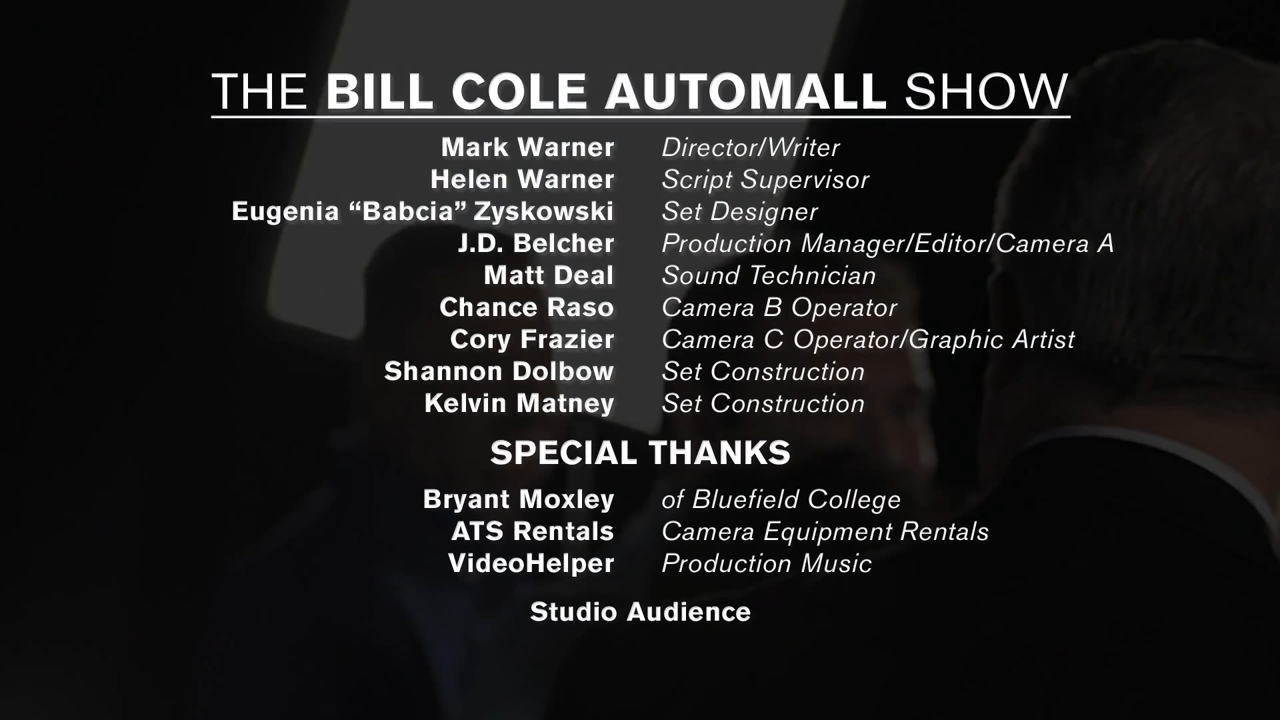 THE BILL COLE AUTOMALL SHOW
Mark Warner Director/Writer
Helen Warner Script Supervisor
Eugenia “Babcia” Zyskowski Set Designer
J.D. Belcher Production Manager/Editor/Camera A
Matt Deal Sound Technician
Chance Raso Camera B Operator
Cory Frazier Camera C Operator/Graphic Artist
Shannon Dolbow Set Construction
Kelvin Matney Set Construction
SPECIAL THANKS
Bryant Moxley of Bluefield College
ATS Rentals Camera Equipment Rentals
VideoHelper Production Music
Studio Audience